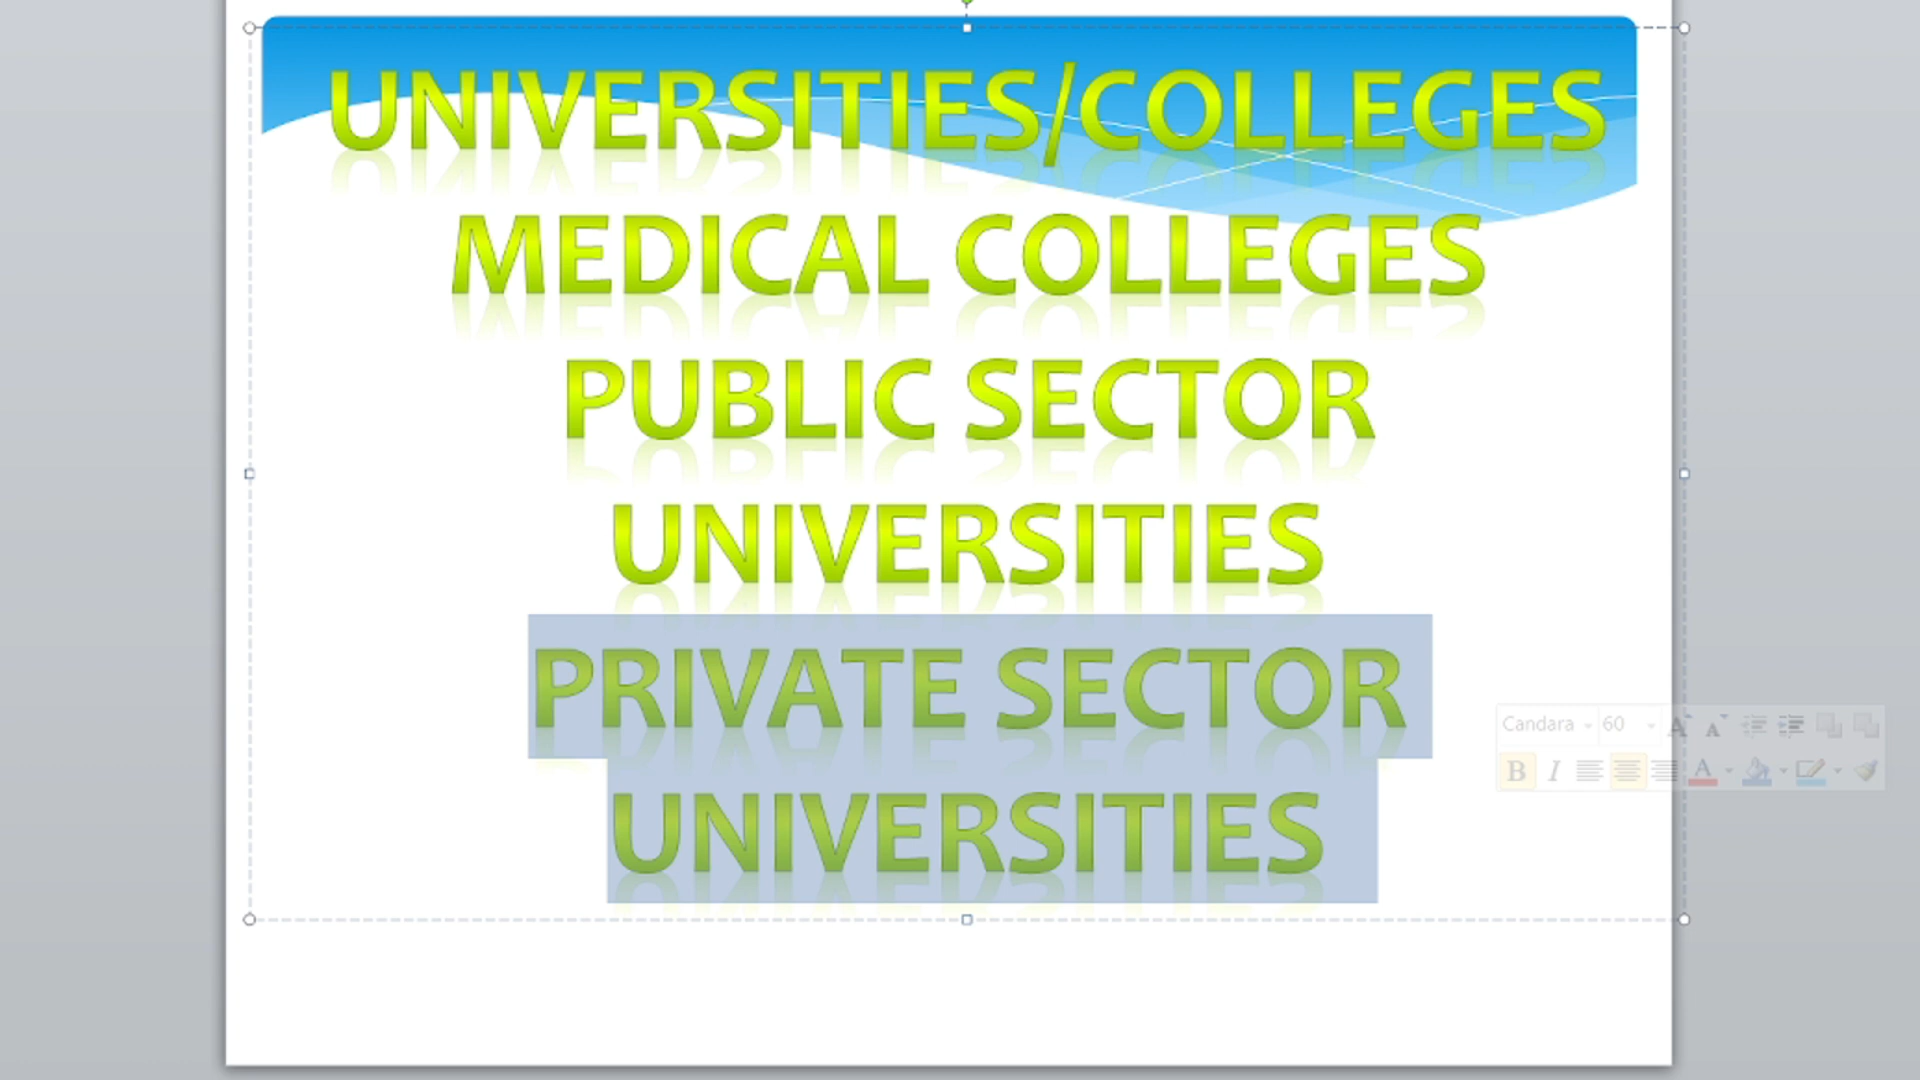 UNIVERSITIES/COLLEGES
MEDICAL COLLEGES
PUBLIC SECTOR
UNIVERSITIES
PRIVATE SECTOR
UNIVERSITIES
Candara 60 A A
B I A